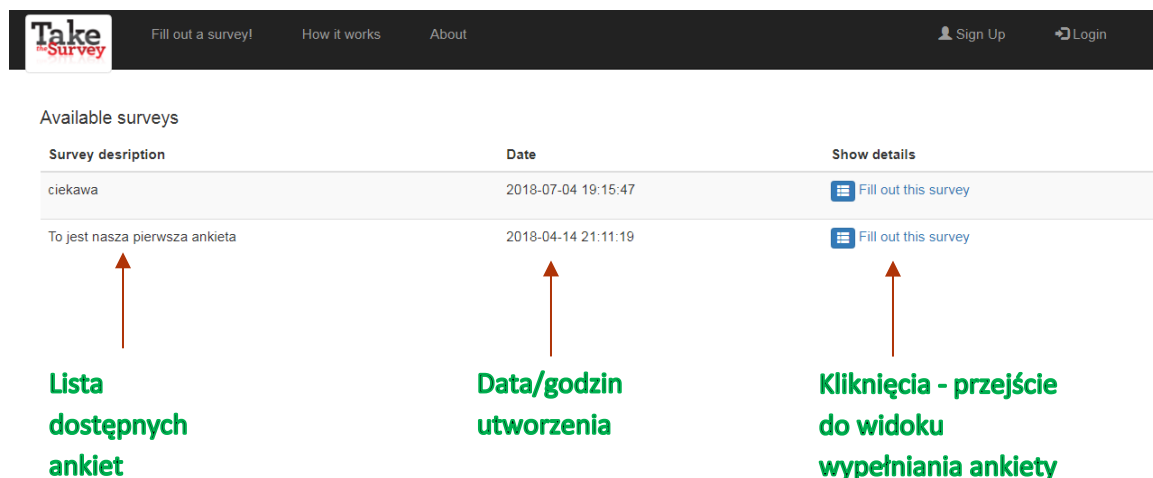 Take
the Survey
Fill out a survey! How it works About Sign Up Login
Available surveys
Survey desription Date Show details
ciekawa 2018-07-04 19:15:47 Fill out this survey
To jest nasza pierwsza ankieta 2018-04-14 21:11:19 Fill out this survey
Lista
dostępnych
ankiet
Data/godzin
utworzenia
Kliknięcia - przejście
do widoku
wypełniania ankiety